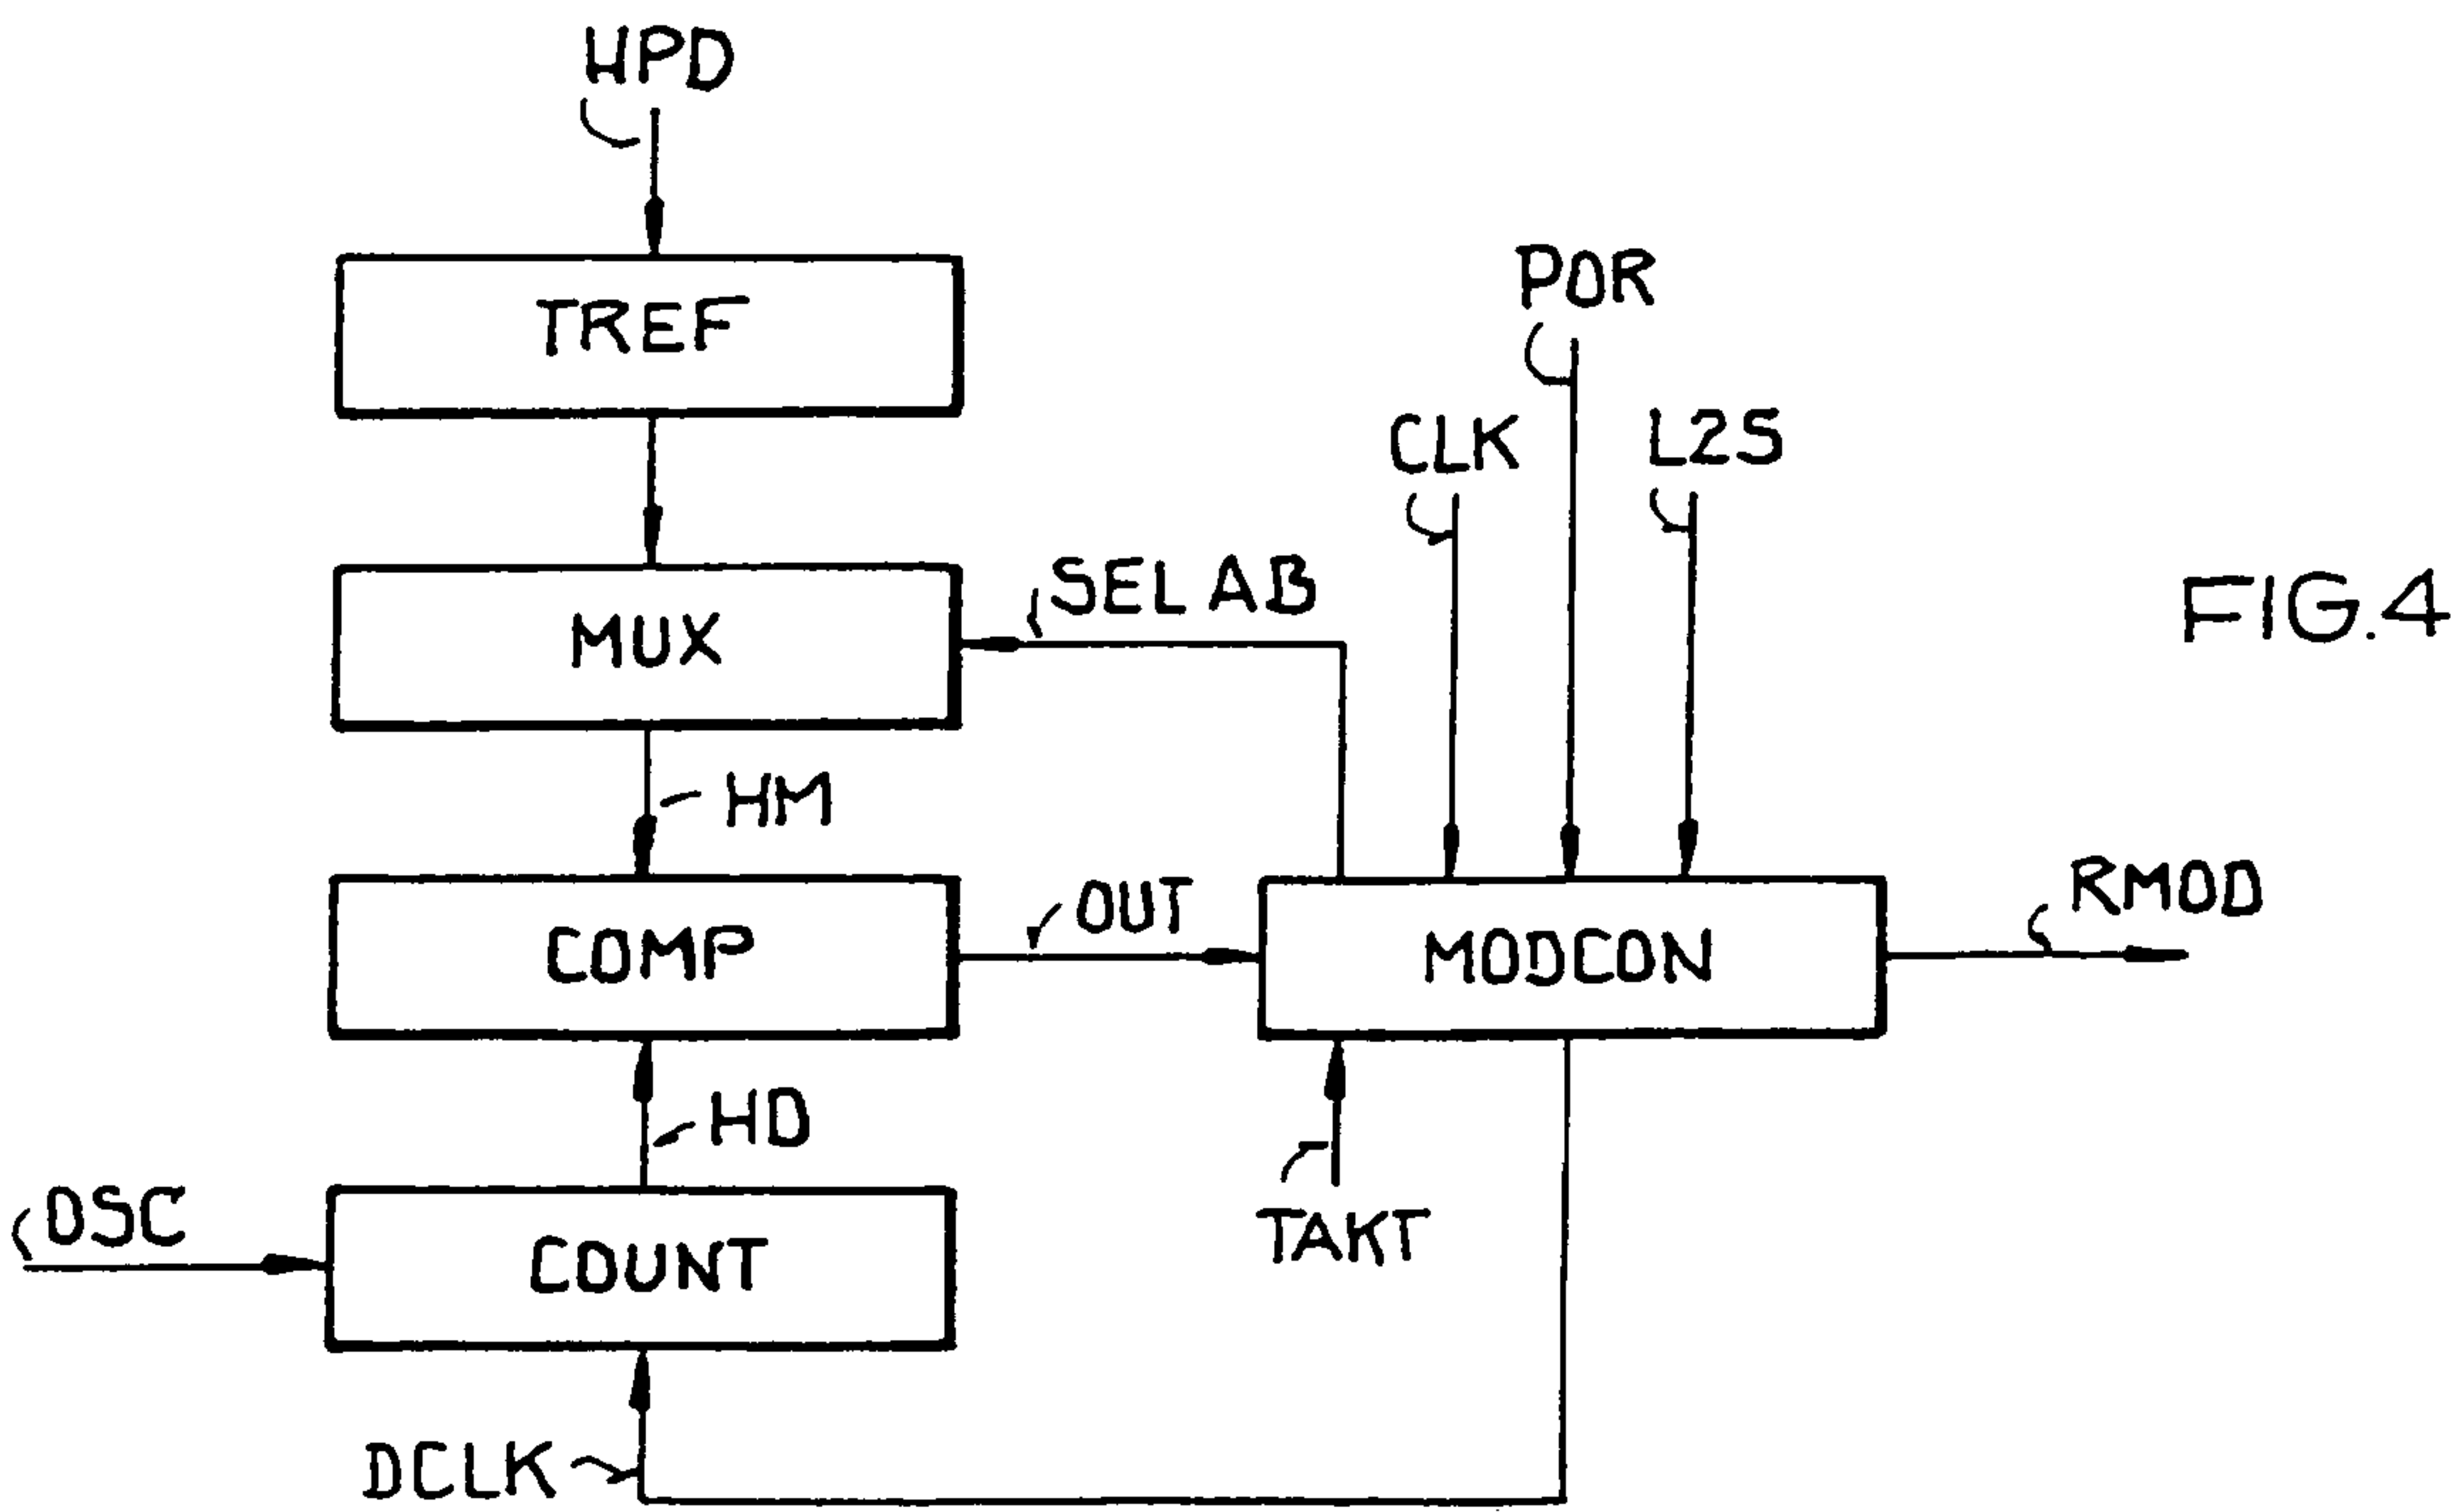 HPD
TREF
POR
CLK
L2S
SEL AB
FIG.4
MUX
HM
OUT
RMOD
COMP
MODCON
HD
OSC
TAKT
COUNT
DCLK